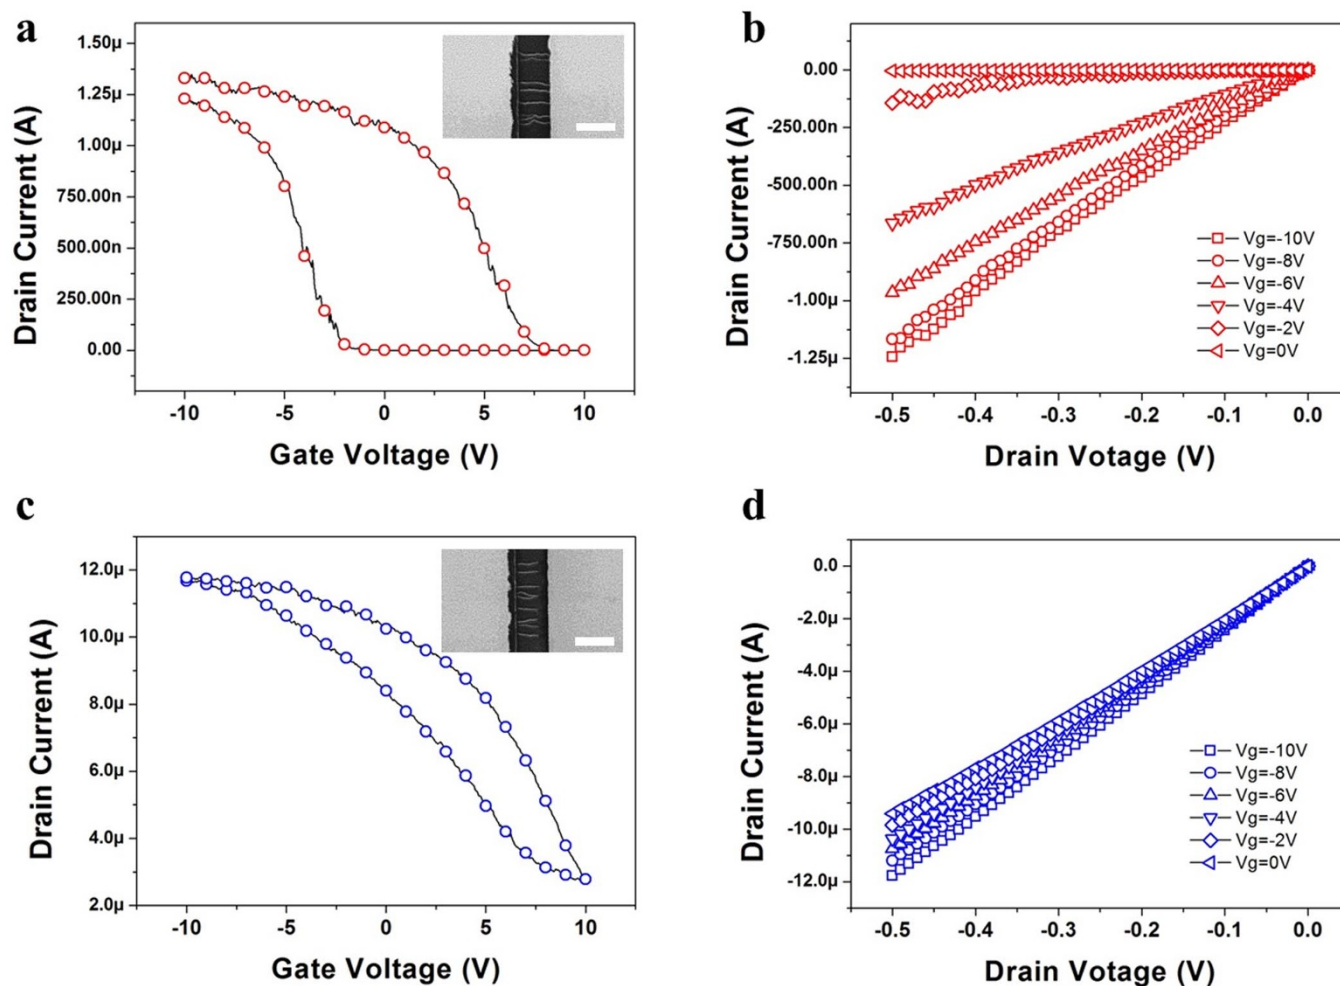 a
1.50µ
1.25µ
1.00µ
750.00n
500.00n
250.00n
0.00
Drain Current (A)
-10
-5
0
5
10
Gate Voltage (V)
b
0.00
-250.00n
-500.00n
-750.00n
-1.00µ
-1.25µ
Drain Current (A)
Vg=-10V
Vg=-8V
Vg=-6V
Vg=-4V
Vg=-2V
Vg=0V
-0.5
-0.4
-0.3
-0.2
-0.1
0.0
Drain Votage (V)
c
12.0µ
10.0µ
8.0µ
6.0µ
4.0µ
2.0µ
Drain Current (A)
-10
-5
0
5
10
Gate Voltage (V)
d
0.0
-2.0µ
-4.0µ
-6.0µ
-8.0µ
-10.0µ
-12.0µ
Drain Current (A)
Vg=-10V
Vg=-8V
Vg=-6V
Vg=-4V
Vg=-2V
Vg=0V
-0.5
-0.4
-0.3
-0.2
-0.1
0.0
Drain Votage (V)